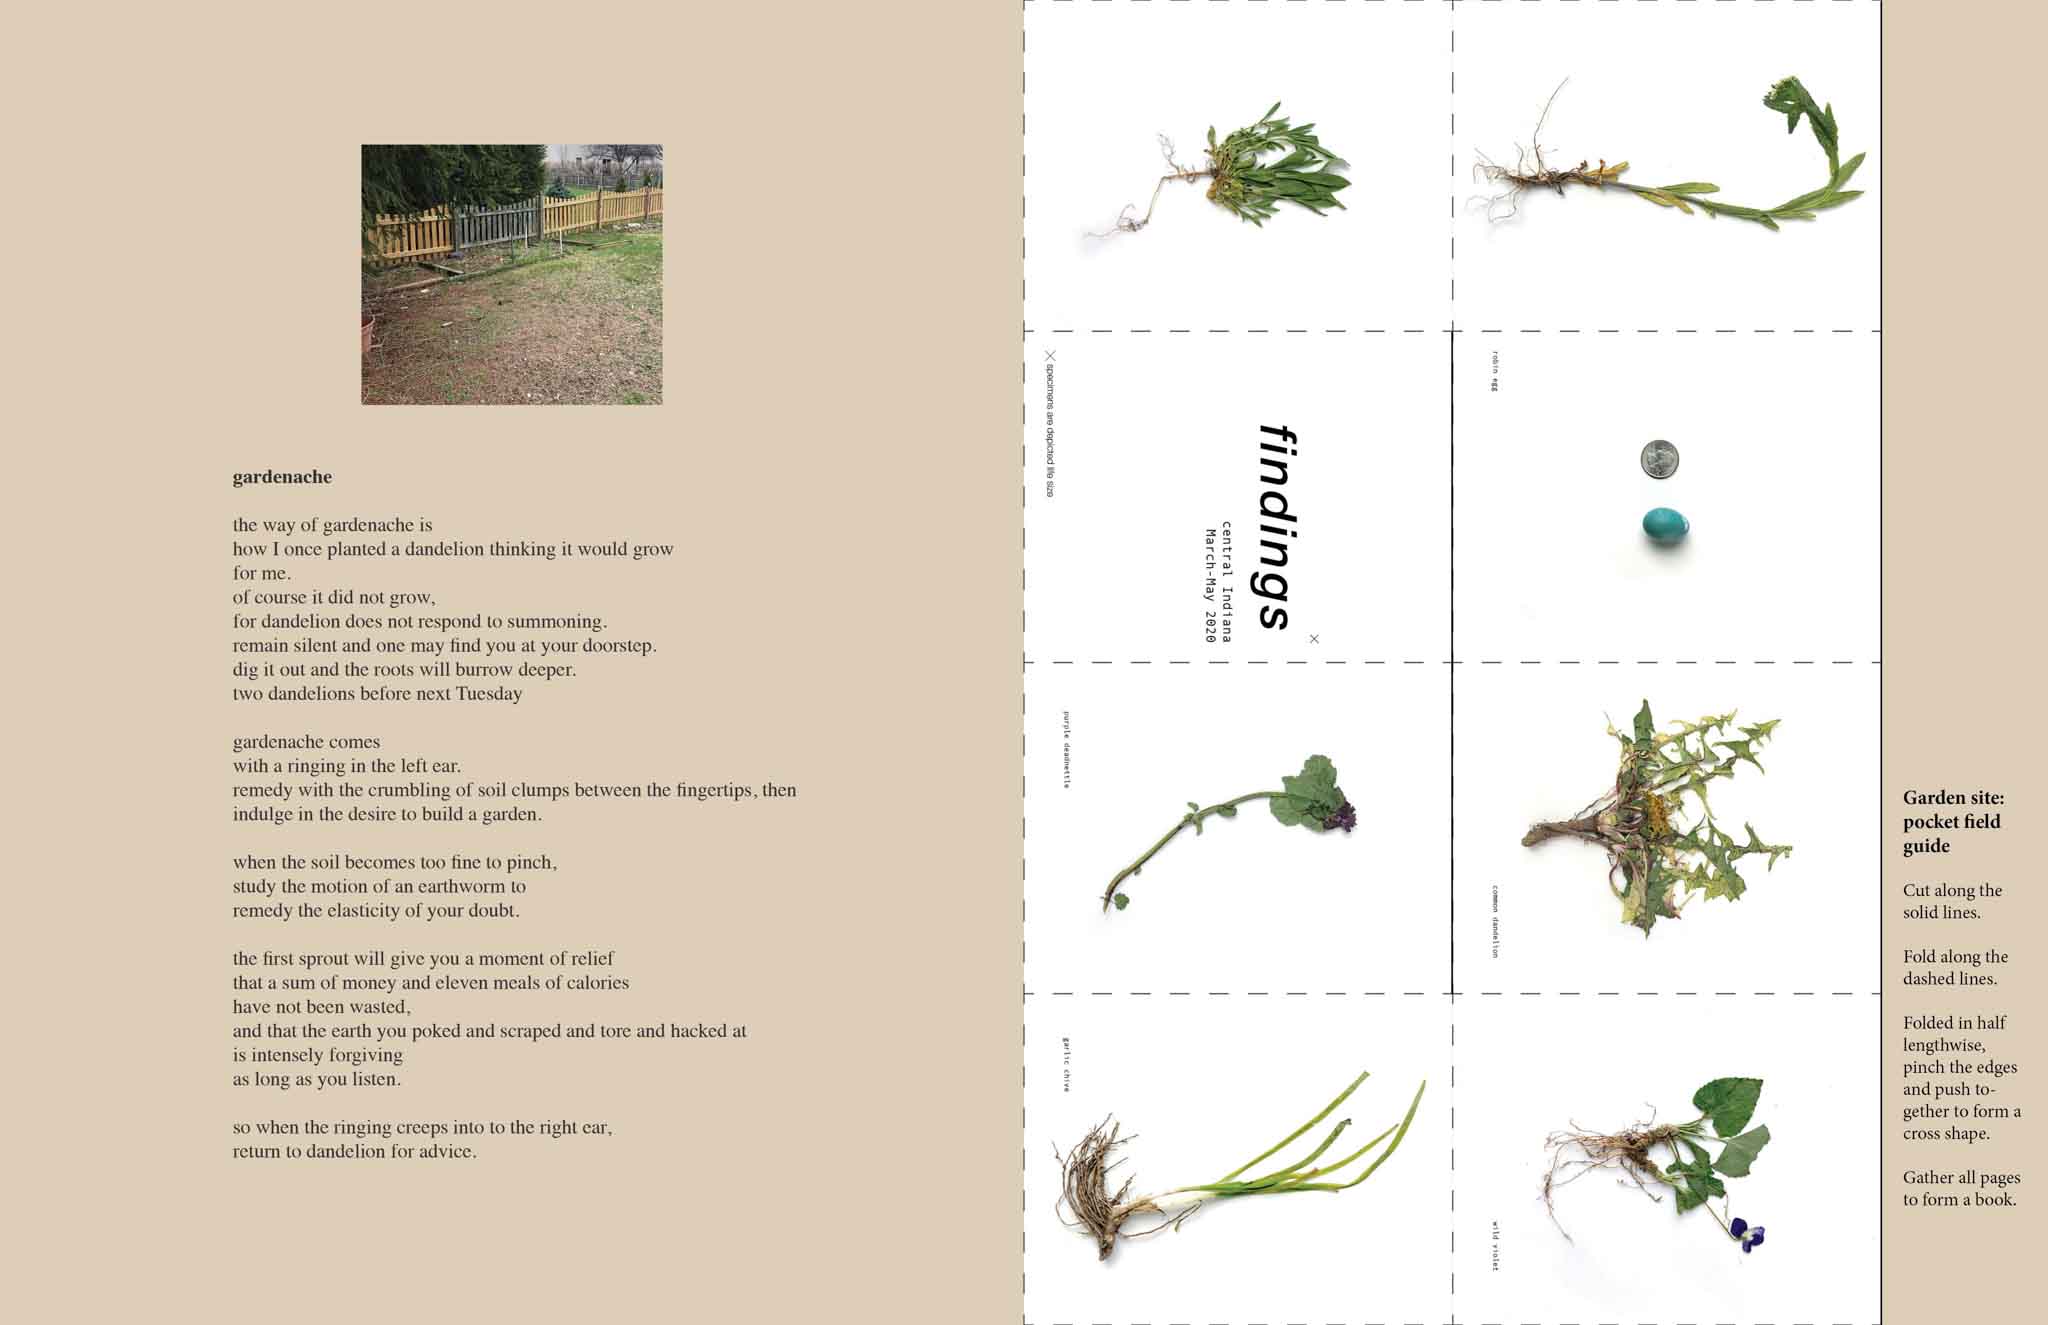 gardenache
the way of gardenache is
how I once planted a dandelion thinking it would grow
for me.
of course it did not grow,
for dandelion does not respond to summoning.
remain silent and one may find you at your doorstep.
dig it out and the roots will burrow deeper.
two dandelions before next Tuesday
gardenache comes
with a ringing in the left ear.
remedy with the crumbling of soil clumps between the fingertips, then
indulge in the desire to build a garden.
when the soil becomes too fine to pinch,
study the motion of an earthworm to
remedy the elasticity of your doubt.
the first sprout will give you a moment of relief
that a sum of money and eleven meals of calories
have not been wasted,
and that the earth you poked and scraped and tore and hacked at
is intensely forgiving
as long as you listen.
so when the ringing creeps into to the right ear,
return to dandelion for advice.
specimens are depicted life size
findings
central Indiana
March-May 2020
robin egg
purple deadnettle
common dandelion
garlic chive
wild violet
Garden site:
pocket field
guide
Cut along the
solid lines.
Fold along the
dashed lines.
Folded in half
lengthwise,
pinch the edges
and push to-
gether to form a
cross shape.
Gather all pages
to form a book.